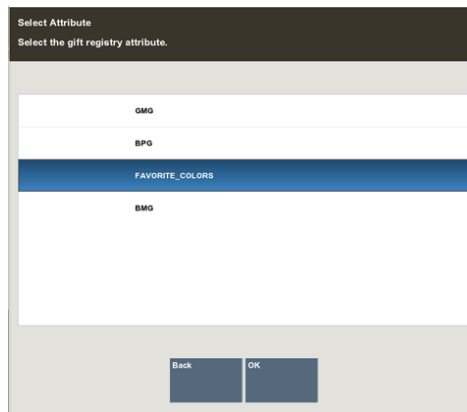 Select Attribute
Select the gift registry attribute.
GMG
BPG
FAVORITE_COLORS
BMG
Back
OK